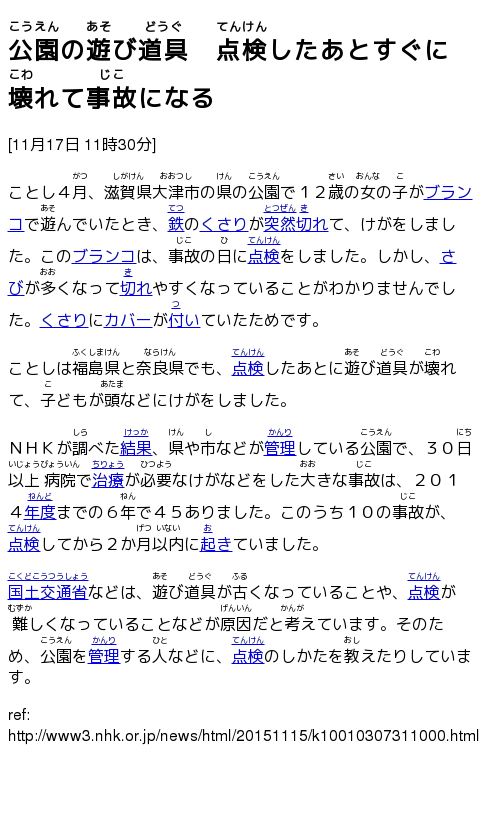 公園の遊び道具　点検したあとすぐに
壊れて事故になる
[11月17日 11時30分]
ことし４月、滋賀県大津市の県の公園で１２歳の女の子がブラン
コで遊んでいたとき、鉄のくさりが突然切れて、けがをしまし
た。このブランコは、事故の日に点検をしました。しかし、さ
びが多くなって切れやすくなっていることがわかりませんでし
た。くさりにカバーが付いていたためです。
ことしは福島県と奈良県でも、点検したあとに遊び道具が壊れ
て、子どもが頭などにけがをしました。
ＮＨＫが調べた結果、県や市などが管理している公園で、３０日
以上 病院で治療が必要なけがなどをした大きな事故は、２０１
４年度までの６年で４５ありました。このうち１０の事故が、
点検してから２か月以内に起きていました。
国土交通省などは、遊び道具が古くなっていることや、点検が
難しくなっていることなどが原因だと考えています。そのた
め、公園を管理する人などに、点検のしかたを教えたりしていま
す。
ref:
http://www3.nhk.or.jp/news/html/20151115/k10010307311000.html